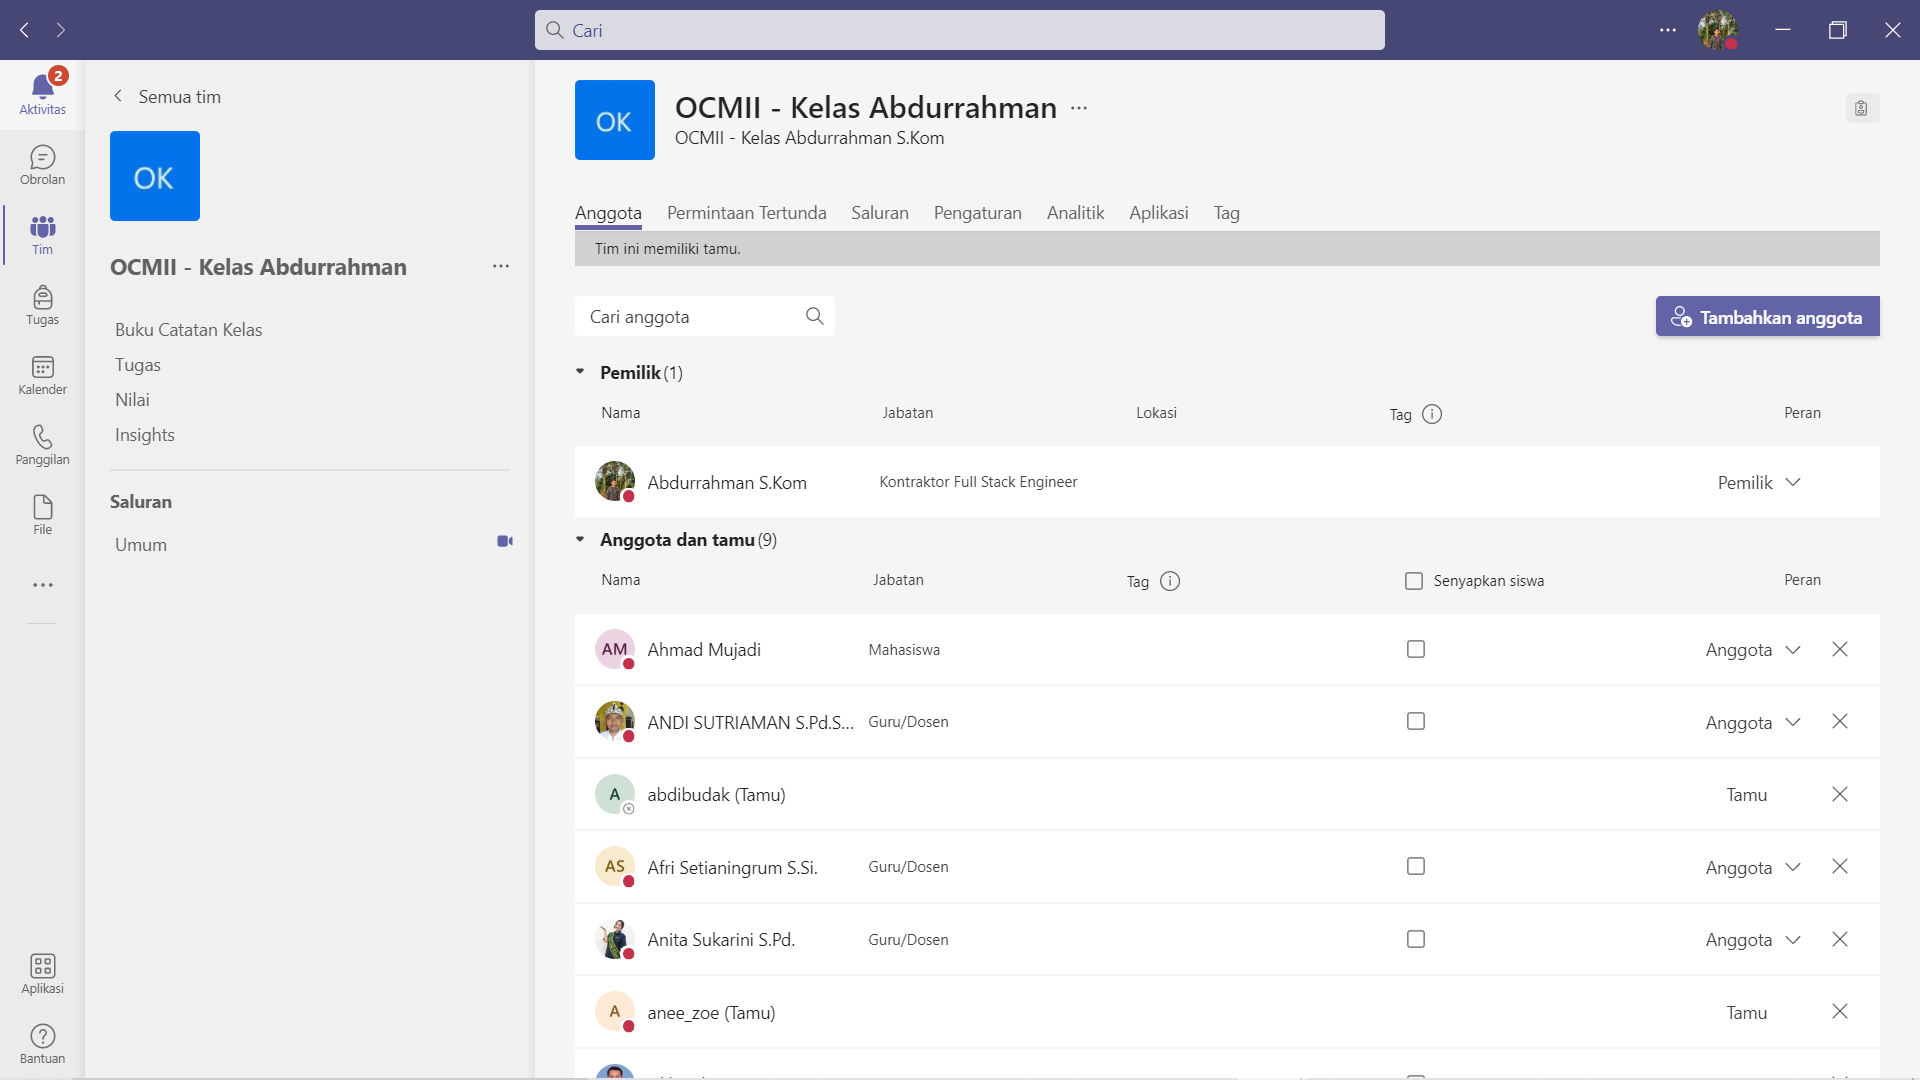 Cari
2
Aktivitas
Obrolan
Tim
Tugas
Kalender
Panggilan
File
Aplikasi
Bantuan
Semua tim
OK
OCMII - Kelas Abdurrahman
Buku Catatan Kelas
Tugas
Nilai
Insights
Saluran
Umum
OK
OCMII - Kelas Abdurrahman
OCMII - Kelas Abdurrahman S.Kom
Anggota Permintaan Tertunda Saluran Pengaturan Analitik Aplikasi Tag
Tim ini memiliki tamu.
Cari anggota
Tambahkan anggota
Pemilik (1)
Nama Jabatan Lokasi Tag Peran
Abdurrahman S.Kom Kontraktor Full Stack Engineer Pemilik
Anggota dan tamu (9)
Nama Jabatan Tag Senyapkan siswa Peran
AM Ahmad Mujadi Mahasiswa Anggota
ANDI SUTRIAMAN S.Pd.S... Guru/Dosen Anggota
A abdibudak (Tamu) Tamu
AS Afri Setianingrum S.Si. Guru/Dosen Anggota
Anita Sukarini S.Pd. Guru/Dosen Anggota
A anee_zoe (Tamu) Tamu